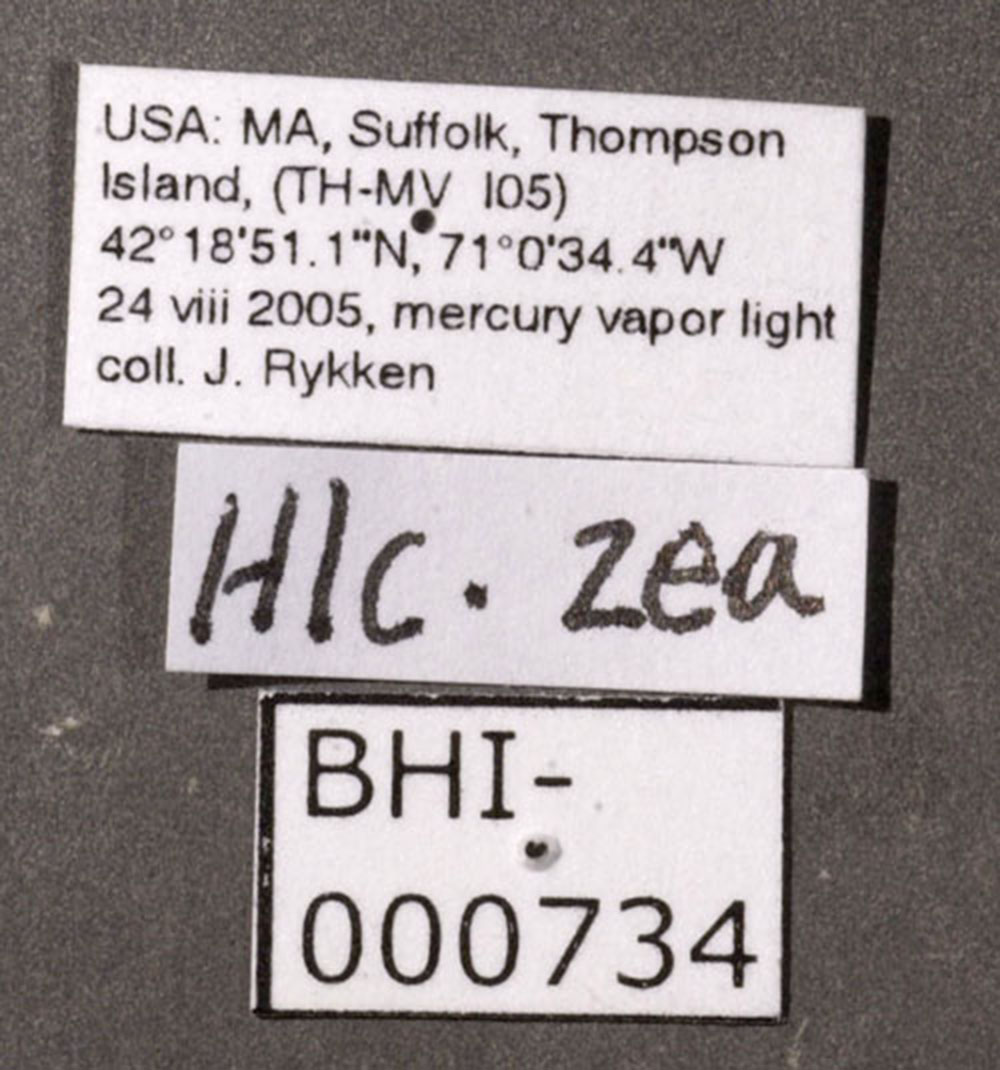 USA: MA, Suffolk, Thompson
Island, (TH-MV I05)
42°18'51.1"N, 71°0'34.4"W
24 viii 2005, mercury vapor light
coll. J. Rykken
Hlc. zea
BHI-
000734